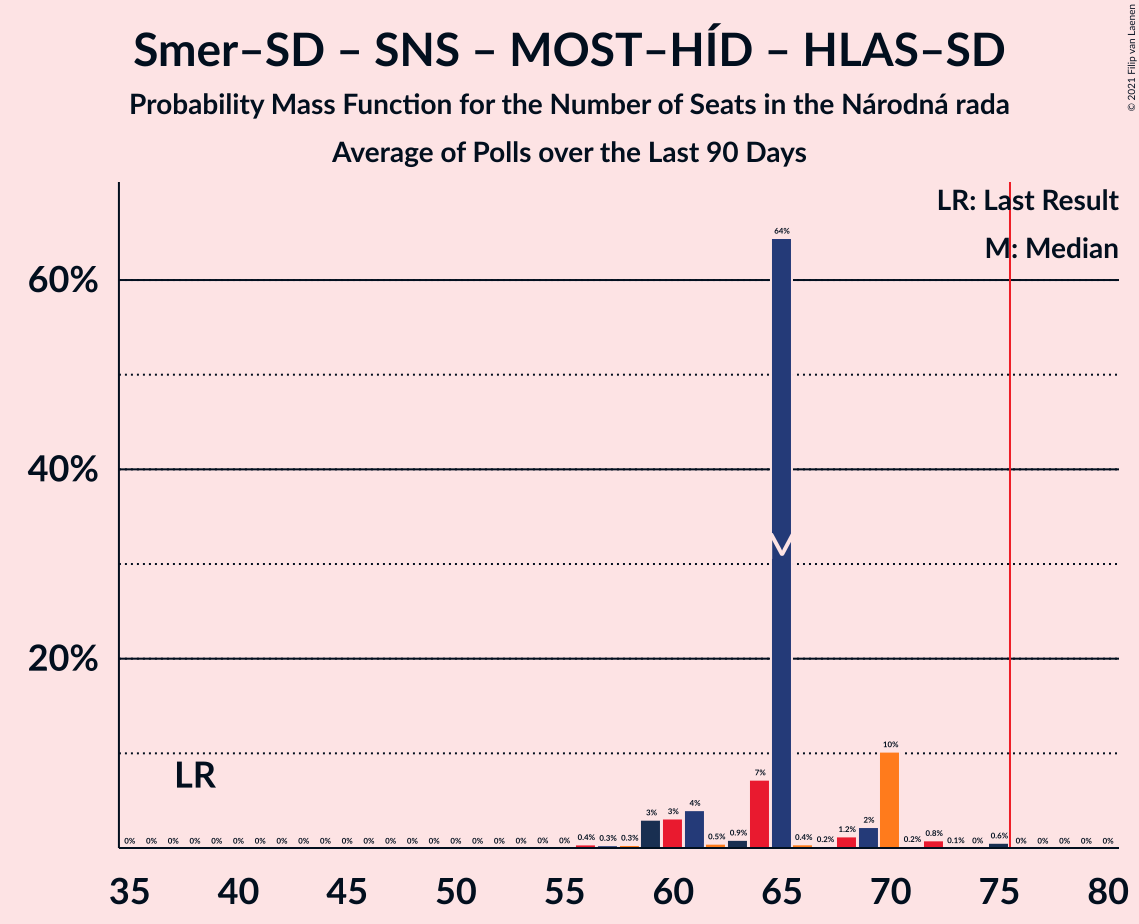 Smer–SD – SNS – MOST–HÍD – HLAS–SD
Probability Mass Function for the Number of Seats in the Národná rada
Average of Polls over the Last 90 Days
© 2021 Filip van Laenen
LR: Last Result
M: Median
60%
40%
20%
LR
0% 0% 0% 0% 0% 0% 0% 0% 0% 0% 0% 0% 0% 0% 0% 0% 0% 0% 0% 0% 0% 0.4% 0.3% 0.3% 3% 3% 4% 0.5% 0.9% 7% 64% 0.4% 0.2% 1.2% 2% 10% 0.2% 0.8% 0.1% 0% 0.6% 0% 0% 0% 0% 0%
35 40 45 50 55 60 65 70 75 80